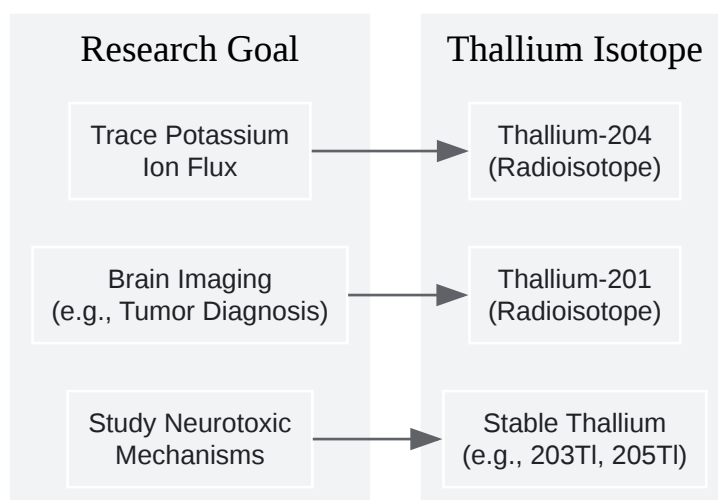 Research Goal
Thallium Isotope
Trace Potassium
Ion Flux
Thallium-204
(Radioisotope)
Brain Imaging
(e.g., Tumor Diagnosis)
Thallium-201
(Radioisotope)
Study Neurotoxic
Mechanisms
Stable Thallium
(e.g., 203Tl, 205Tl)